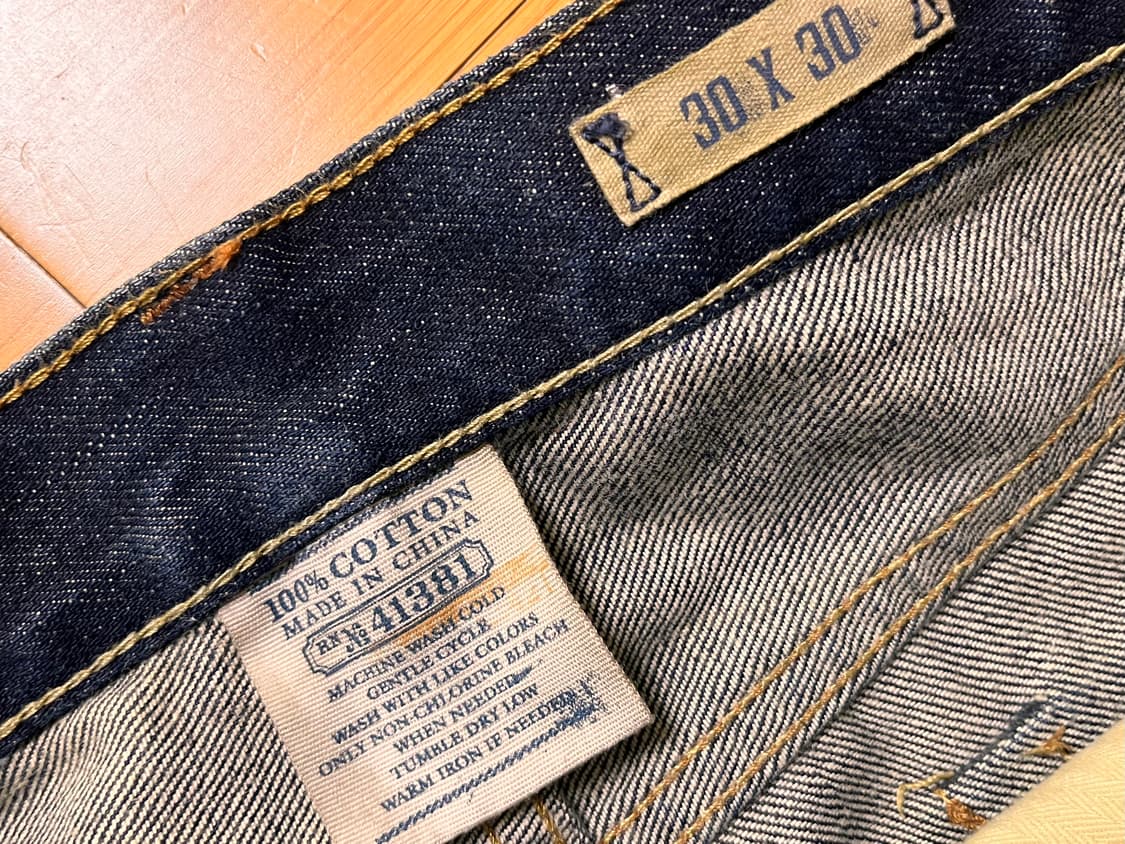 30 X 30
100% COTTON
MADE IN CHINA
RN № 41381
MACHINE WASH COLD
GENTLE CYCLE
WASH WITH LIKE COLORS
ONLY NON-CHLORINE BLEACH
WHEN NEEDED
TUMBLE DRY LOW
WARM IRON IF NEEDED